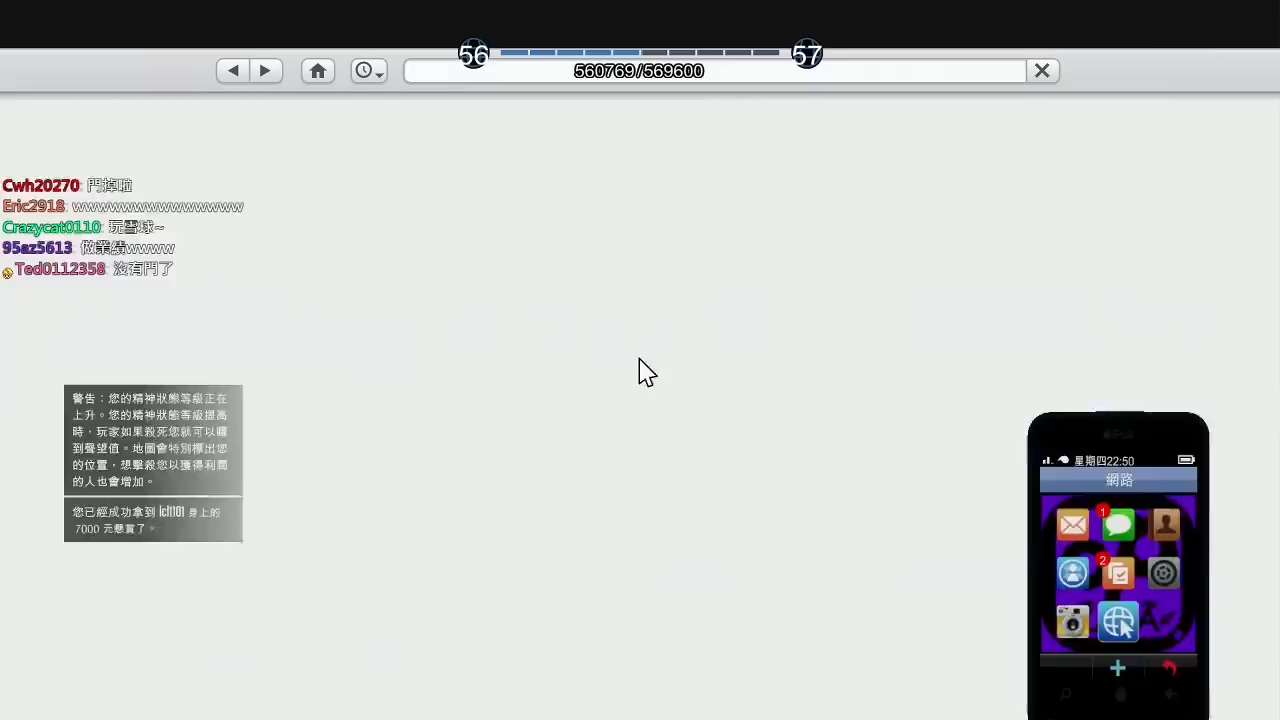 56
57
560769/569600
Cwh20270: 門掉啦
Eric2918: wwwwwwwwwwwwwwww
Crazycat0110: 玩雪球~
95az5613: 做業績wwww
Ted0112358: 沒有門了
警告：您的精神狀態等級正在
上升。您的精神狀態等級提高
時，玩家如果殺死您就可以賺
到聲望值。地圖會特別標出您
的位置，想擊殺您以獲得利潤
的人也會增加。
您已經成功拿到 ict1101 身上的
7000 元懸賞了。
星期四22:50
網路
1
2